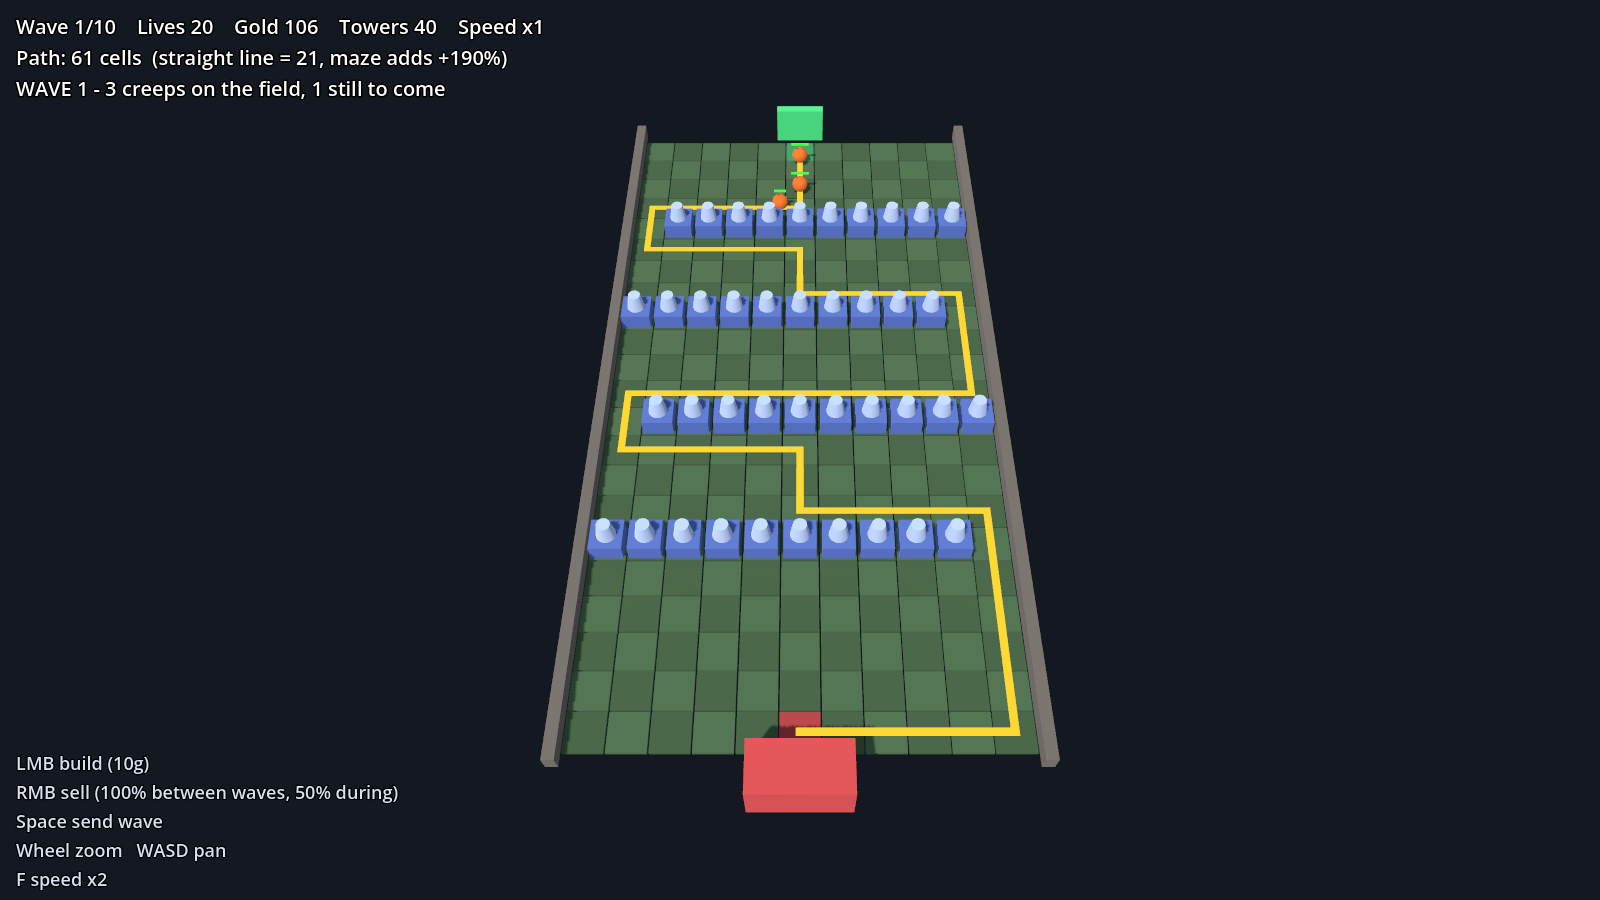 Wave 1/10 Lives 20 Gold 106 Towers 40 Speed x1
Path: 61 cells (straight line = 21, maze adds +190%)
WAVE 1 - 3 creeps on the field, 1 still to come
LMB build (10g)
RMB sell (100% between waves, 50% during)
Space send wave
Wheel zoom WASD pan
F speed x2